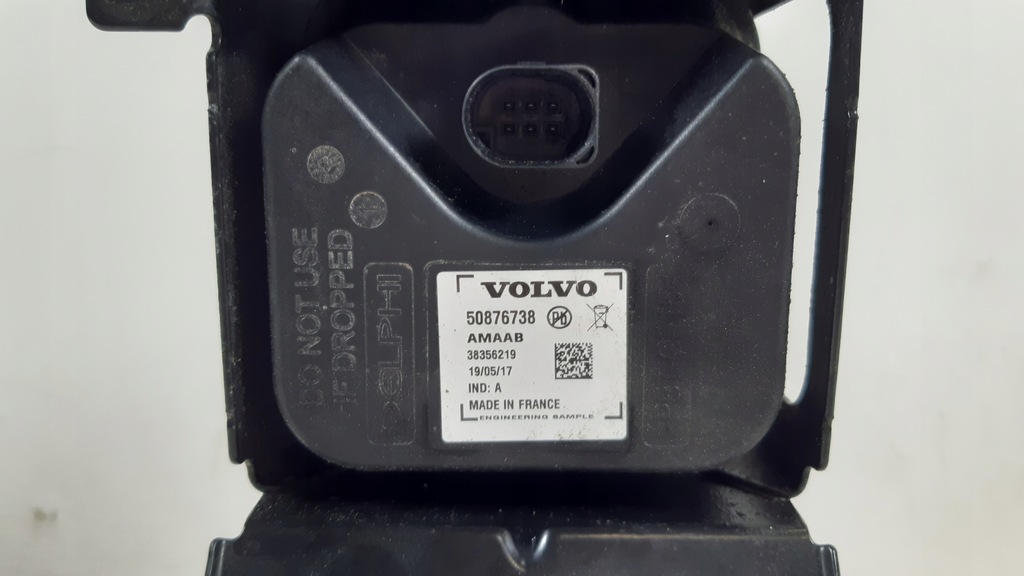 DO NOT USE
IF DROPPED
DELPHI
VOLVO
50876738 Pb
AMAAB
38356219
19/05/17
IND: A
MADE IN FRANCE
ENGINEERING SAMPLE